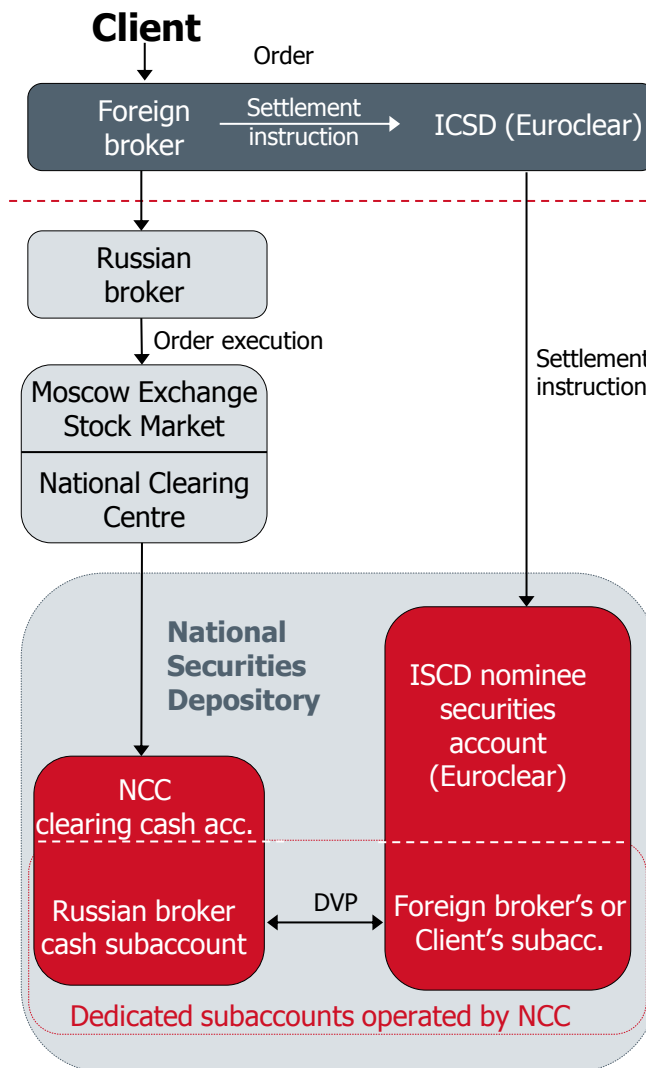 Client
Order
Foreign
broker
Settlement
instruction
ICSD (Euroclear)
Russian
broker
Order execution
Settlement
instruction
Moscow Exchange
Stock Market
National Clearing
Centre
National
Securities
Depository
ISCD nominee
securities
account
(Euroclear)
NCC
clearing cash acc.
Russian broker
cash subaccount
DVP
Foreign broker's or
Client's subacc.
Dedicated subaccounts operated by NCC